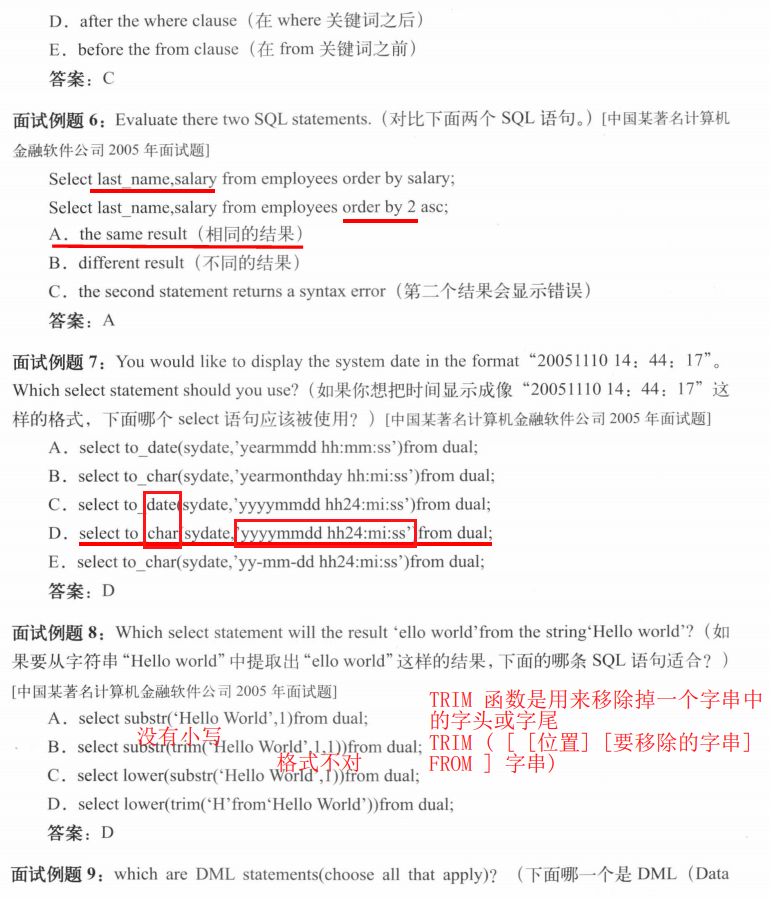 D．after the where clause（在 where 关键词之后）
E．before the from clause（在 from 关键词之前）
答案：C
面试例题 6：Evaluate there two SQL statements.（对比下面两个 SQL 语句。）[中国某著名计算机
金融软件公司 2005 年面试题]
Select last_name,salary from employees order by salary;
Select last_name,salary from employees order by 2 asc;
A．the same result（相同的结果）
B．different result（不同的结果）
C．the second statement returns a syntax error（第二个结果会显示错误）
答案：A
面试例题 7：You would like to display the system date in the format “20051110 14：44：17”。
Which select statement should you use?（如果你想把时间显示成像 “20051110 14：44：17” 这
样的格式，下面哪个 select 语句应该被使用？）[中国某著名计算机金融软件公司 2005 年面试题]
A．select to_date(sydate,’yearmmdd hh:mm:ss’)from dual;
B．select to_char(sydate,’yearmonthday hh:mi:ss’)from dual;
C．select to_date(sydate,’yyyymmdd hh24:mi:ss’)from dual;
D．select to_char(sydate,’yyyymmdd hh24:mi:ss’)from dual;
E．select to_char(sydate,’yy-mm-dd hh24:mi:ss’)from dual;
答案：D
面试例题 8：Which select statement will the result ‘ello world’from the string‘Hello world’?（如
果要从字符串“Hello world”中提取出“ello world”这样的结果，下面的哪条 SQL 语句适合？）
[中国某著名计算机金融软件公司 2005 年面试题]
A．select substr(‘Hello World’,1)from dual;
没有小写
B．select substr(trim(‘Hello World’,1,1))from dual;
格式不对
C．select lower(substr(‘Hello World’,1))from dual;
D．select lower(trim(‘H’from‘Hello World’))from dual;
TRIM 函数是用来移除掉一个字串中
的字头或字尾
TRIM ( [ [位置] [要移除的字串]
FROM ] 字串)
答案：D
面试例题 9：which are DML statements(choose all that apply)?（下面哪一个是 DML（Data